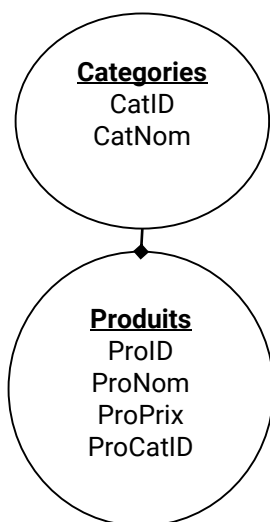 Categories
CatID
CatNom
Produits
ProID
ProNom
ProPrix
ProCatID